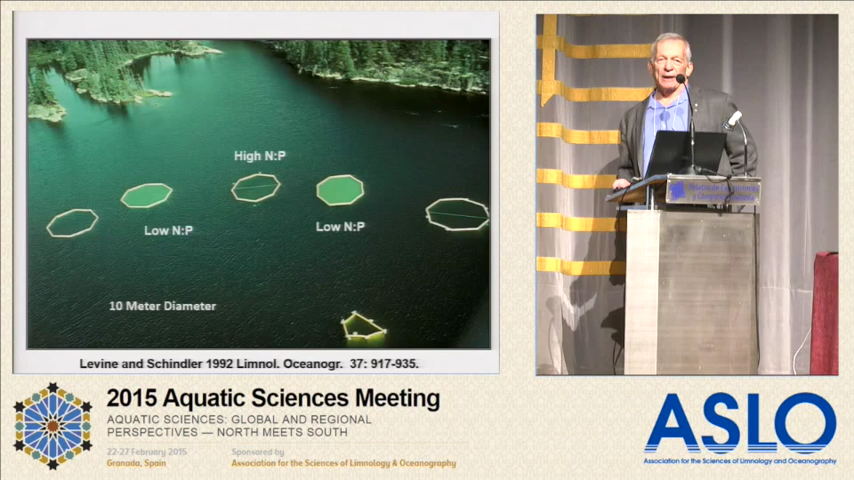 High N:P
Low N:P
Low N:P
10 Meter Diameter
Levine and Schindler 1992 Limnol. Oceanogr. 37: 917-935.
2015 Aquatic Sciences Meeting
AQUATIC SCIENCES: GLOBAL AND REGIONAL
PERSPECTIVES — NORTH MEETS SOUTH
22-27 February 2015
Granada, Spain
Sponsored by
Association for the Sciences of Limnology & Oceanography
ASLO
Association for the Sciences of Limnology and Oceanography